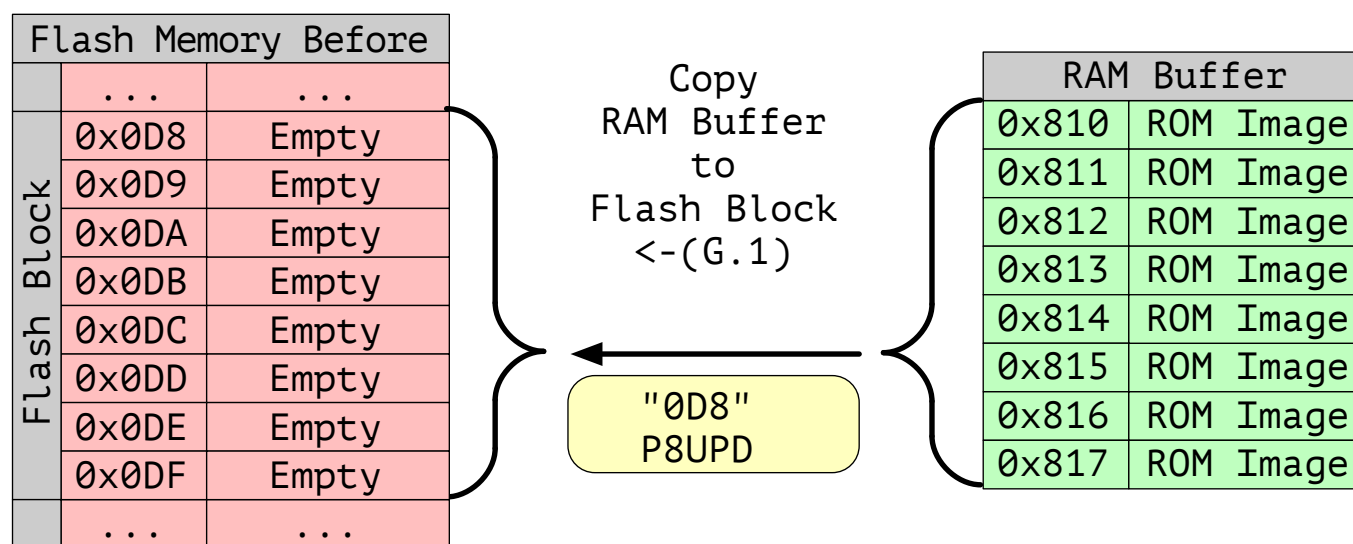 Flash Memory Before
... ...
Flash Block
0x0D8 Empty
0x0D9 Empty
0x0DA Empty
0x0DB Empty
0x0DC Empty
0x0DD Empty
0x0DE Empty
0x0DF Empty
... ...
Copy
RAM Buffer
to
Flash Block
<-(G.1)
"0D8"
P8UPD
RAM Buffer
0x810 ROM Image
0x811 ROM Image
0x812 ROM Image
0x813 ROM Image
0x814 ROM Image
0x815 ROM Image
0x816 ROM Image
0x817 ROM Image